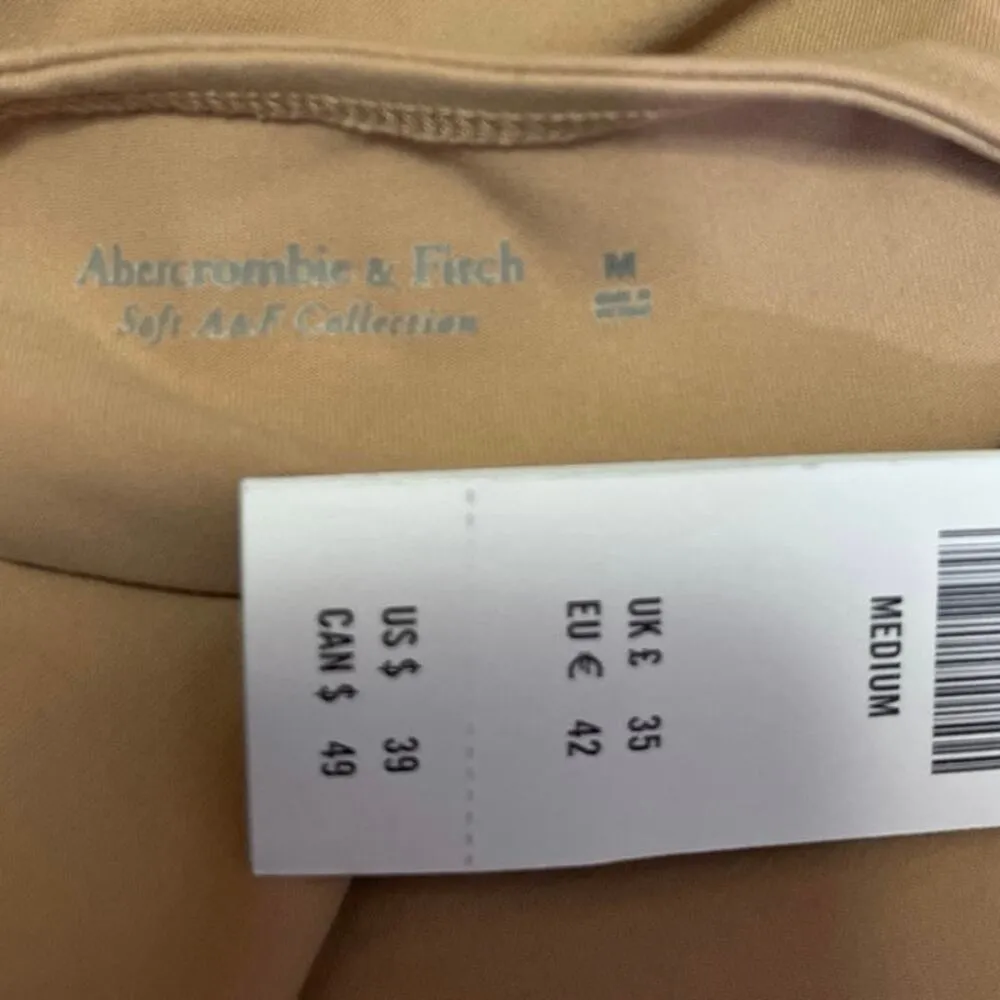 Abercrombie & Fitch
Soft A&F Collection
M
MEDIUM
UK £ 35
EU € 42
US $ 39
CAN $ 49